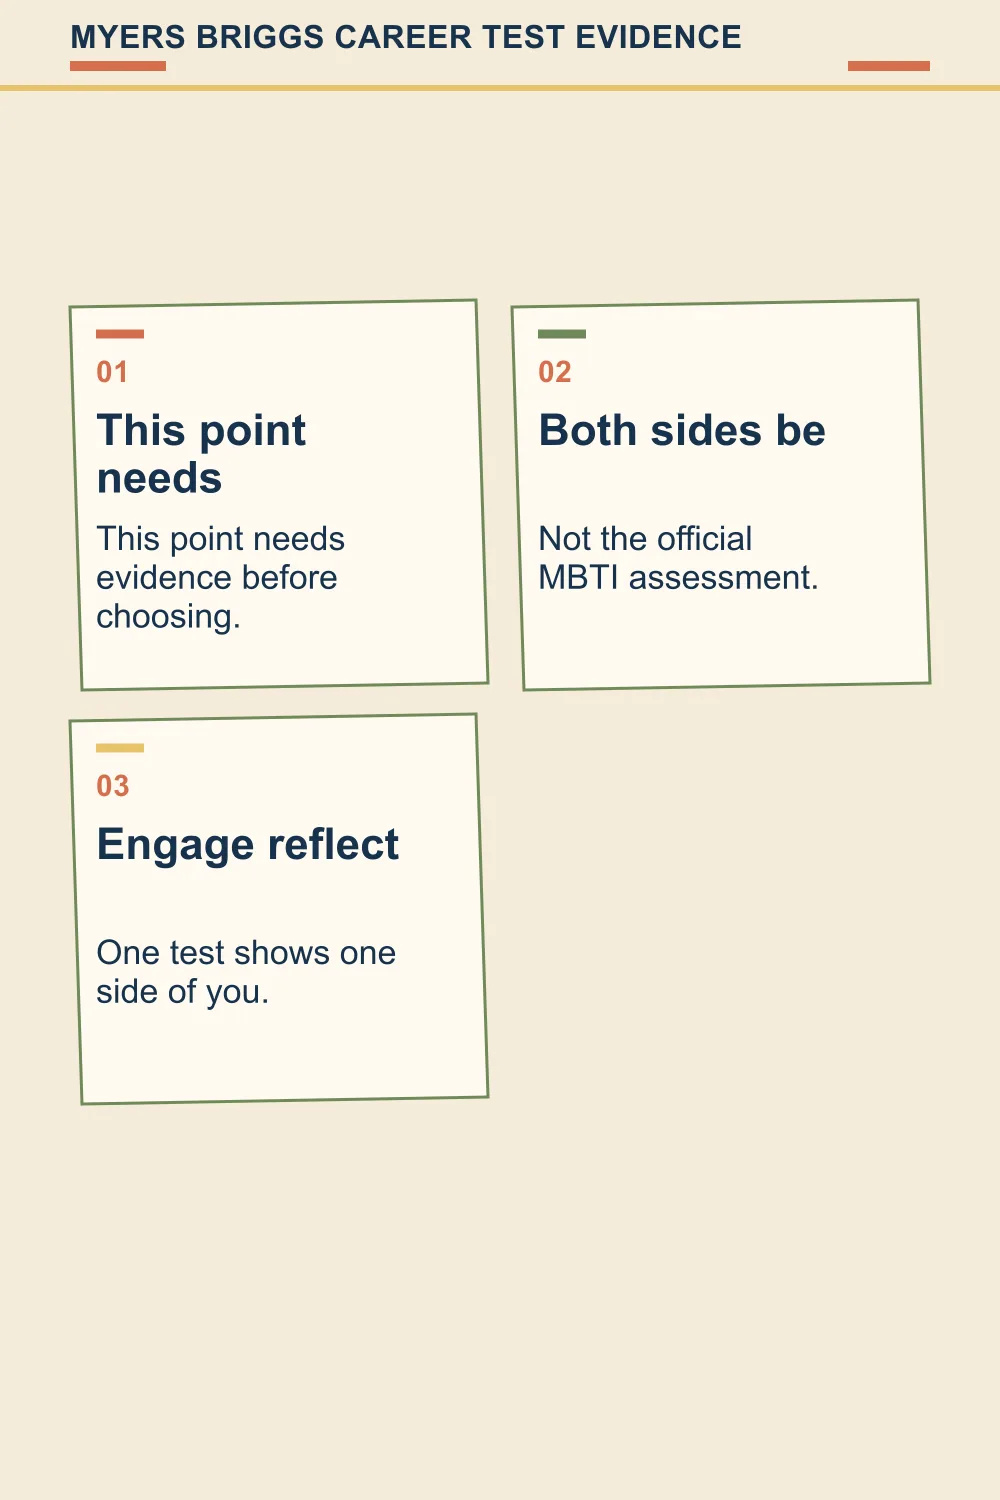 MYERS BRIGGS CAREER TEST EVIDENCE
01
This point
needs
This point needs
evidence before
choosing.
02
Both sides be
Not the official
MBTI assessment.
03
Engage reflect
One test shows one
side of you.